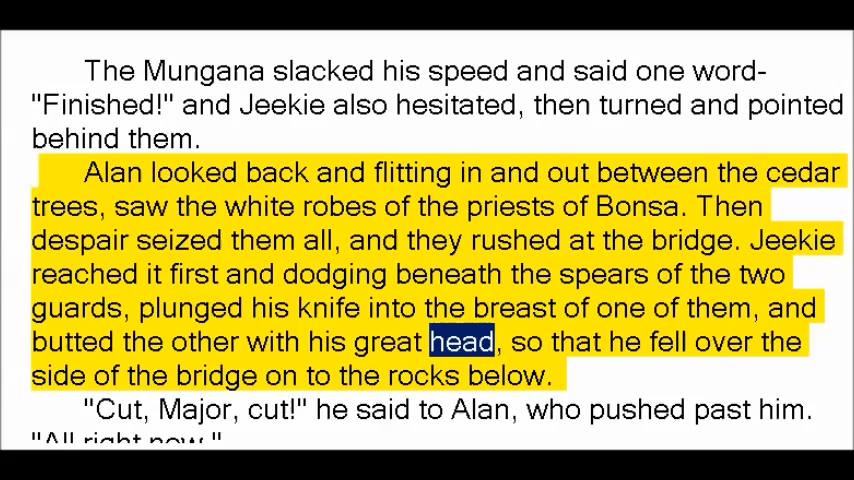 The Mungana slacked his speed and said one word-
"Finished!" and Jeekie also hesitated, then turned and pointed
behind them.
Alan looked back and flitting in and out between the cedar
trees, saw the white robes of the priests of Bonsa. Then
despair seized them all, and they rushed at the bridge. Jeekie
reached it first and dodging beneath the spears of the two
guards, plunged his knife into the breast of one of them, and
butted the other with his great head, so that he fell over the
side of the bridge on to the rocks below.
"Cut, Major, cut!" he said to Alan, who pushed past him.
"All right now."